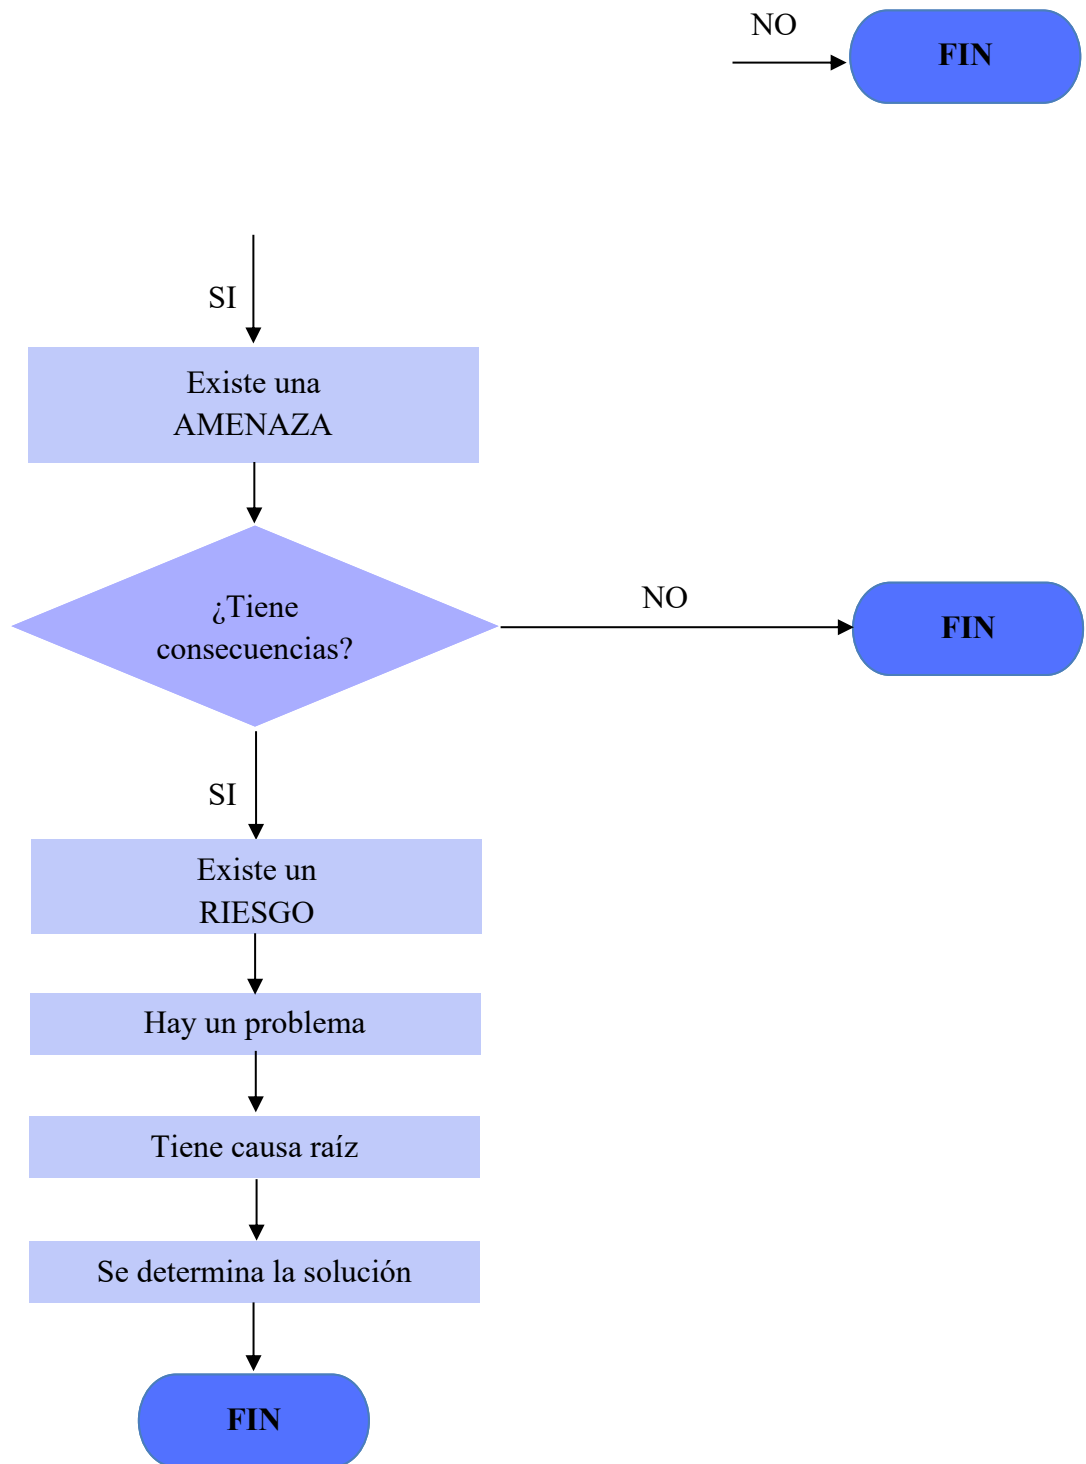 NO
FIN
SI
Existe una
AMENAZA
¿Tiene
consecuencias?
NO
FIN
SI
Existe un
RIESGO
Hay un problema
Tiene causa raíz
Se determina la solución
FIN